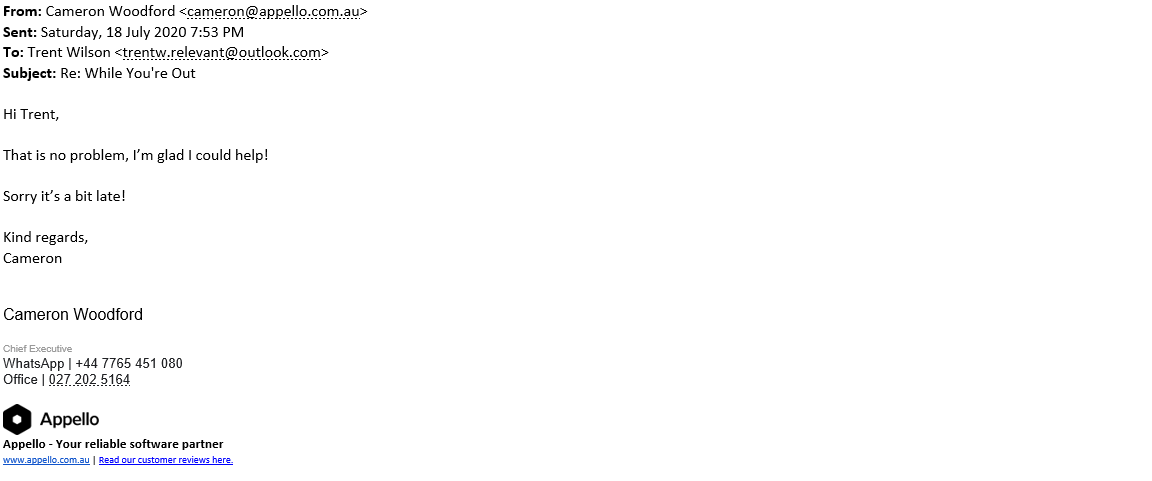 From: Cameron Woodford <cameron@appello.com.au>
Sent: Saturday, 18 July 2020 7:53 PM
To: Trent Wilson <trentw.relevant@outlook.com>
Subject: Re: While You're Out
Hi Trent,
That is no problem, I’m glad I could help!
Sorry it’s a bit late!
Kind regards,
Cameron
Cameron Woodford
Chief Executive
WhatsApp | +44 7765 451 080
Office | 027 202 5164
Appello
Appello - Your reliable software partner
www.appello.com.au | Read our customer reviews here.